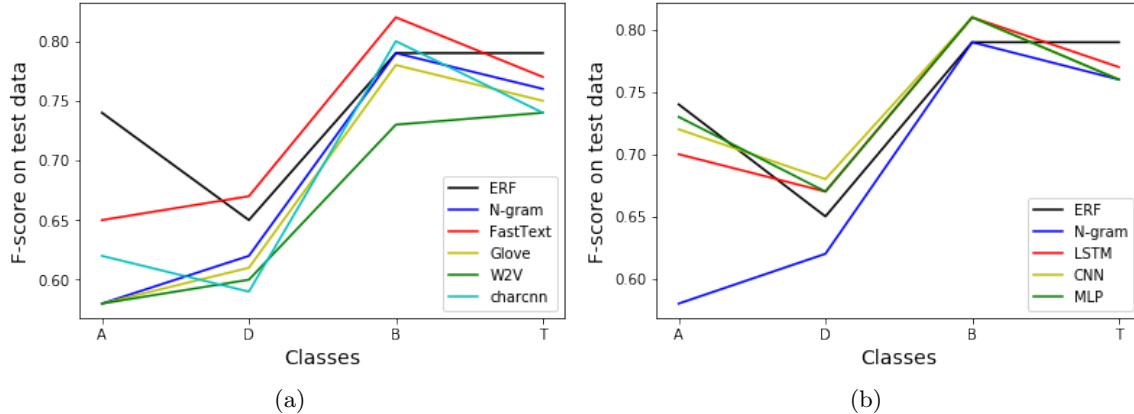 F-score on test data
0.80
0.75
0.70
0.65
0.60
A
D
B
T
Classes
ERF
N-gram
FastText
Glove
W2V
charcnn
(a)
F-score on test data
0.80
0.75
0.70
0.65
0.60
A
D
B
T
Classes
ERF
N-gram
LSTM
CNN
MLP
(b)